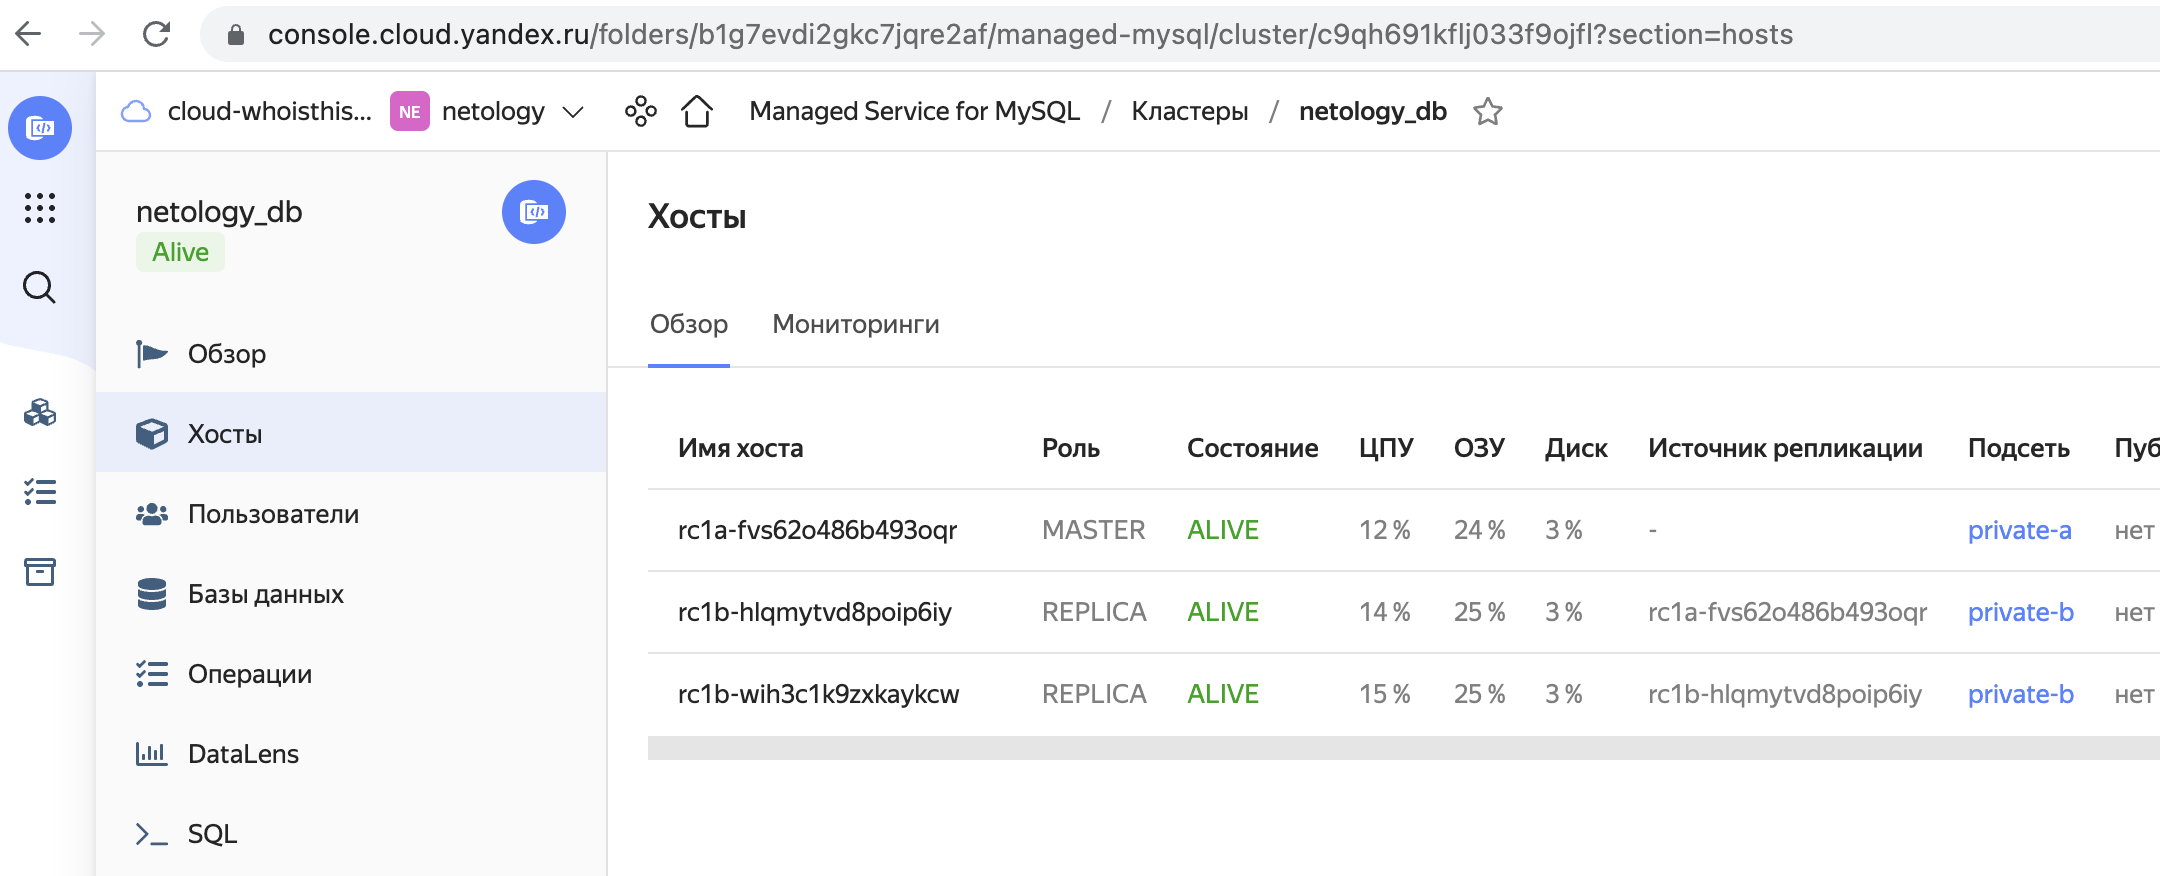 console.cloud.yandex.ru/folders/b1g7evdi2gkc7jqre2af/managed-mysql/cluster/c9qh691kflj033f9ojfl?section=hosts
cloud-whoisthis... NE netology Managed Service for MySQL / Кластеры / netology_db
netology_db
Alive
Обзор
Хосты
Пользователи
Базы данных
Операции
DataLens
SQL
Хосты
Обзор Мониторинги
Имя хоста Роль Состояние ЦПУ ОЗУ Диск Источник репликации Подсеть Пуб
rc1a-fvs62o486b493oqr MASTER ALIVE 12 % 24 % 3 % - private-a нет
rc1b-hlqmytvd8poip6iy REPLICA ALIVE 14 % 25 % 3 % rc1a-fvs62o486b493oqr private-b нет
rc1b-wih3c1k9zxkaykcw REPLICA ALIVE 15 % 25 % 3 % rc1b-hlqmytvd8poip6iy private-b нет